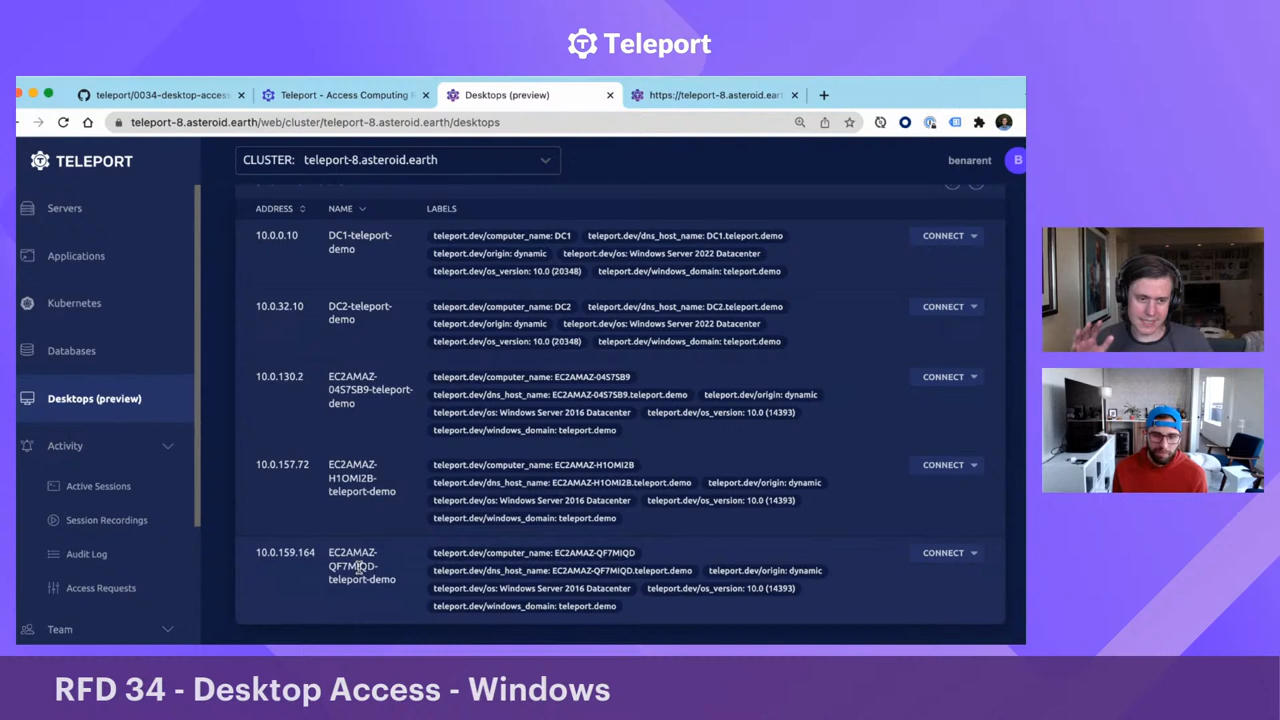 Teleport
teleport/0034-desktop-access
Teleport - Access Computing R
Desktops (preview)
https://teleport-8.asteroid.eart
teleport-8.asteroid.earth/web/cluster/teleport-8.asteroid.earth/desktops
TELEPORT
CLUSTER: teleport-8.asteroid.earth
benarent
B
Servers
Applications
Kubernetes
Databases
Desktops (preview)
Activity
Active Sessions
Session Recordings
Audit Log
Access Requests
Team
ADDRESS NAME LABELS
10.0.0.10
DC1-teleport-
demo
teleport.dev/computer_name: DC1 teleport.dev/dns_host_name: DC1.teleport.demo
teleport.dev/origin: dynamic teleport.dev/os: Windows Server 2022 Datacenter
teleport.dev/os_version: 10.0 (20348) teleport.dev/windows_domain: teleport.demo
CONNECT
10.0.32.10
DC2-teleport-
demo
teleport.dev/computer_name: DC2 teleport.dev/dns_host_name: DC2.teleport.demo
teleport.dev/origin: dynamic teleport.dev/os: Windows Server 2022 Datacenter
teleport.dev/os_version: 10.0 (20348) teleport.dev/windows_domain: teleport.demo
CONNECT
10.0.130.2
EC2AMAZ-
04S7SB9-teleport-
demo
teleport.dev/computer_name: EC2AMAZ-04S7SB9
teleport.dev/dns_host_name: EC2AMAZ-04S7SB9.teleport.demo teleport.dev/origin: dynamic
teleport.dev/os: Windows Server 2016 Datacenter teleport.dev/os_version: 10.0 (14393)
teleport.dev/windows_domain: teleport.demo
CONNECT
10.0.157.72
EC2AMAZ-
H1OMI2B-
teleport-demo
teleport.dev/computer_name: EC2AMAZ-H1OMI2B
teleport.dev/dns_host_name: EC2AMAZ-H1OMI2B.teleport.demo teleport.dev/origin: dynamic
teleport.dev/os: Windows Server 2016 Datacenter teleport.dev/os_version: 10.0 (14393)
teleport.dev/windows_domain: teleport.demo
CONNECT
10.0.159.164
EC2AMAZ-
QF7MIQD-
teleport-demo
teleport.dev/computer_name: EC2AMAZ-QF7MIQD
teleport.dev/dns_host_name: EC2AMAZ-QF7MIQD.teleport.demo teleport.dev/origin: dynamic
teleport.dev/os: Windows Server 2016 Datacenter teleport.dev/os_version: 10.0 (14393)
teleport.dev/windows_domain: teleport.demo
CONNECT
RFD 34 - Desktop Access - Windows